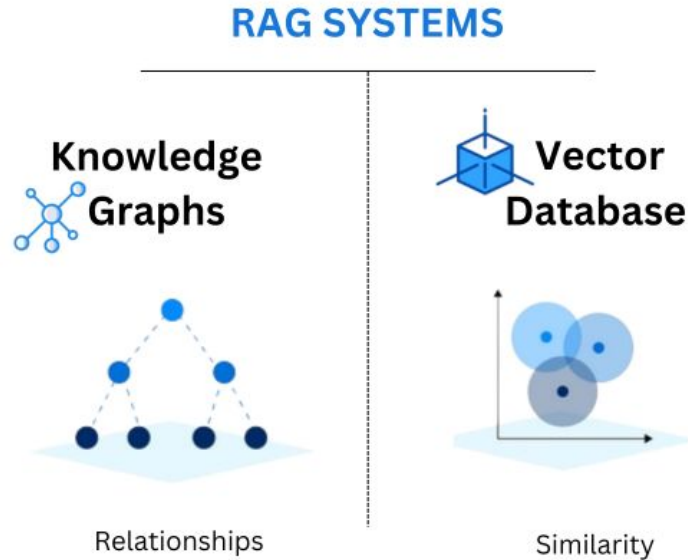 RAG SYSTEMS
Knowledge
Graphs
Vector
Database
Relationships
Similarity